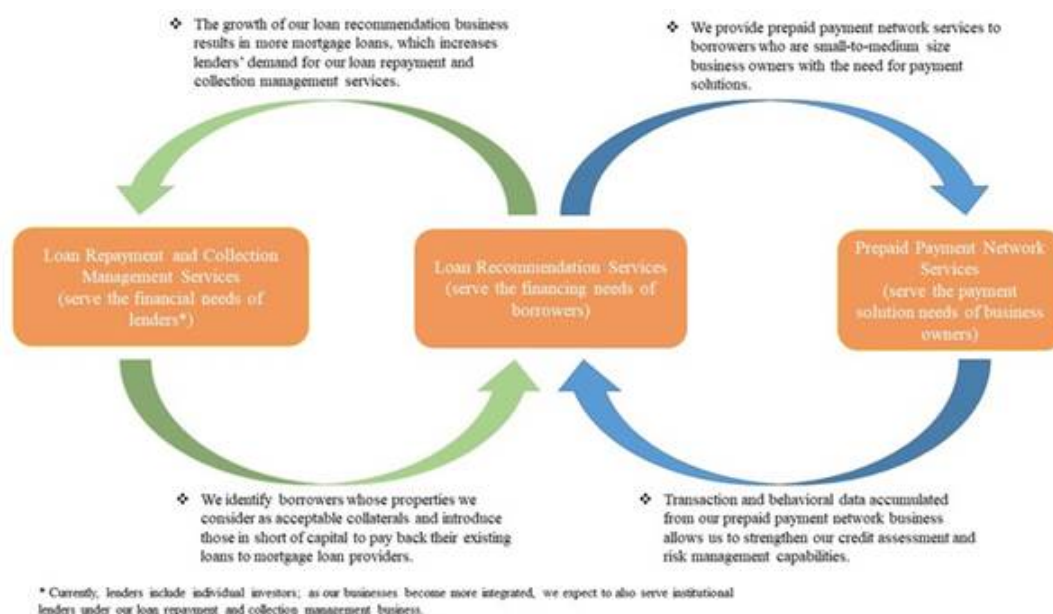 ❖ The growth of our loan recommendation business
results in more mortgage loans, which increases
lenders' demand for our loan repayment and
collection management services.
❖ We provide prepaid payment network services to
borrowers who are small-to-medium size
business owners with the need for payment
solutions.
Loan Repayment and Collection
Management Services
(serve the financial needs of
lenders*)
Loan Recommendation Services
(serve the financing needs of
borrowers)
Prepaid Payment Network
Services
(serve the payment
solution needs of business
owners)
❖ We identify borrowers whose properties we
consider as acceptable collaterals and introduce
those in short of capital to pay back their existing
loans to mortgage loan providers.
❖ Transaction and behavioral data accumulated
from our prepaid payment network business
allows us to strengthen our credit assessment and
risk management capabilities.
* Currently, lenders include individual investors; as our businesses become more integrated, we expect to also serve institutional
lenders under our loan repayment and collection management business.